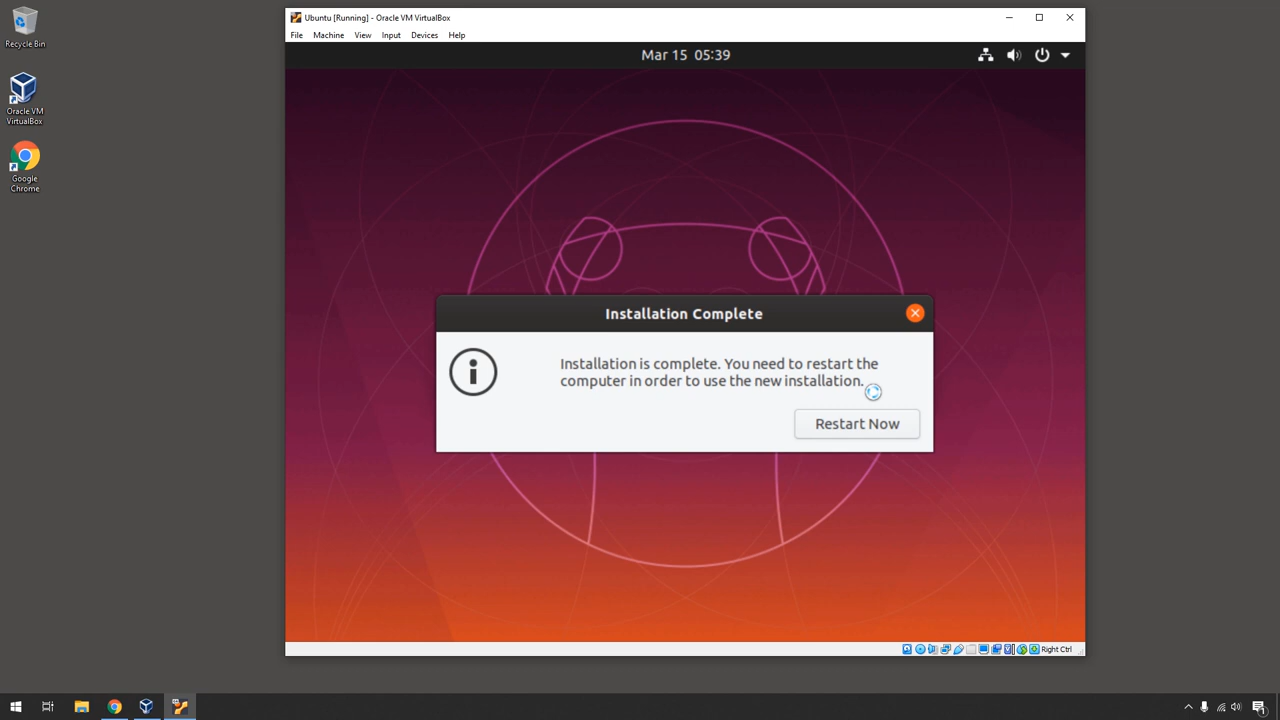 Recycle Bin
Oracle VM
VirtualBox
Google
Chrome
Ubuntu [Running] - Oracle VM VirtualBox
File Machine View Input Devices Help
Mar 15 05:39
Installation Complete
Installation is complete. You need to restart the
computer in order to use the new installation.
Restart Now
Right Ctrl